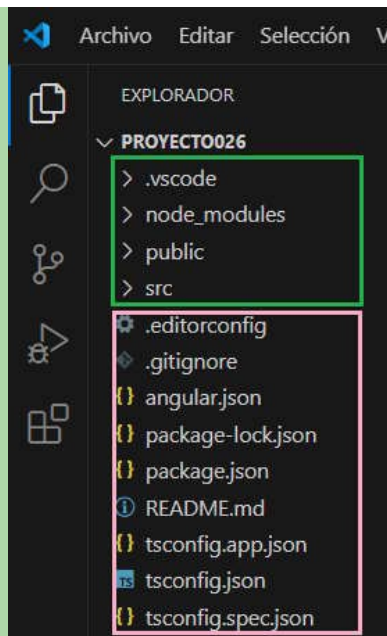 Archivo Editar Selección V
EXPLORADOR
PROYECTO026
.vscode
node_modules
public
src
.editorconfig
.gitignore
angular.json
package-lock.json
package.json
README.md
tsconfig.app.json
TS tsconfig.json
tsconfig.spec.json